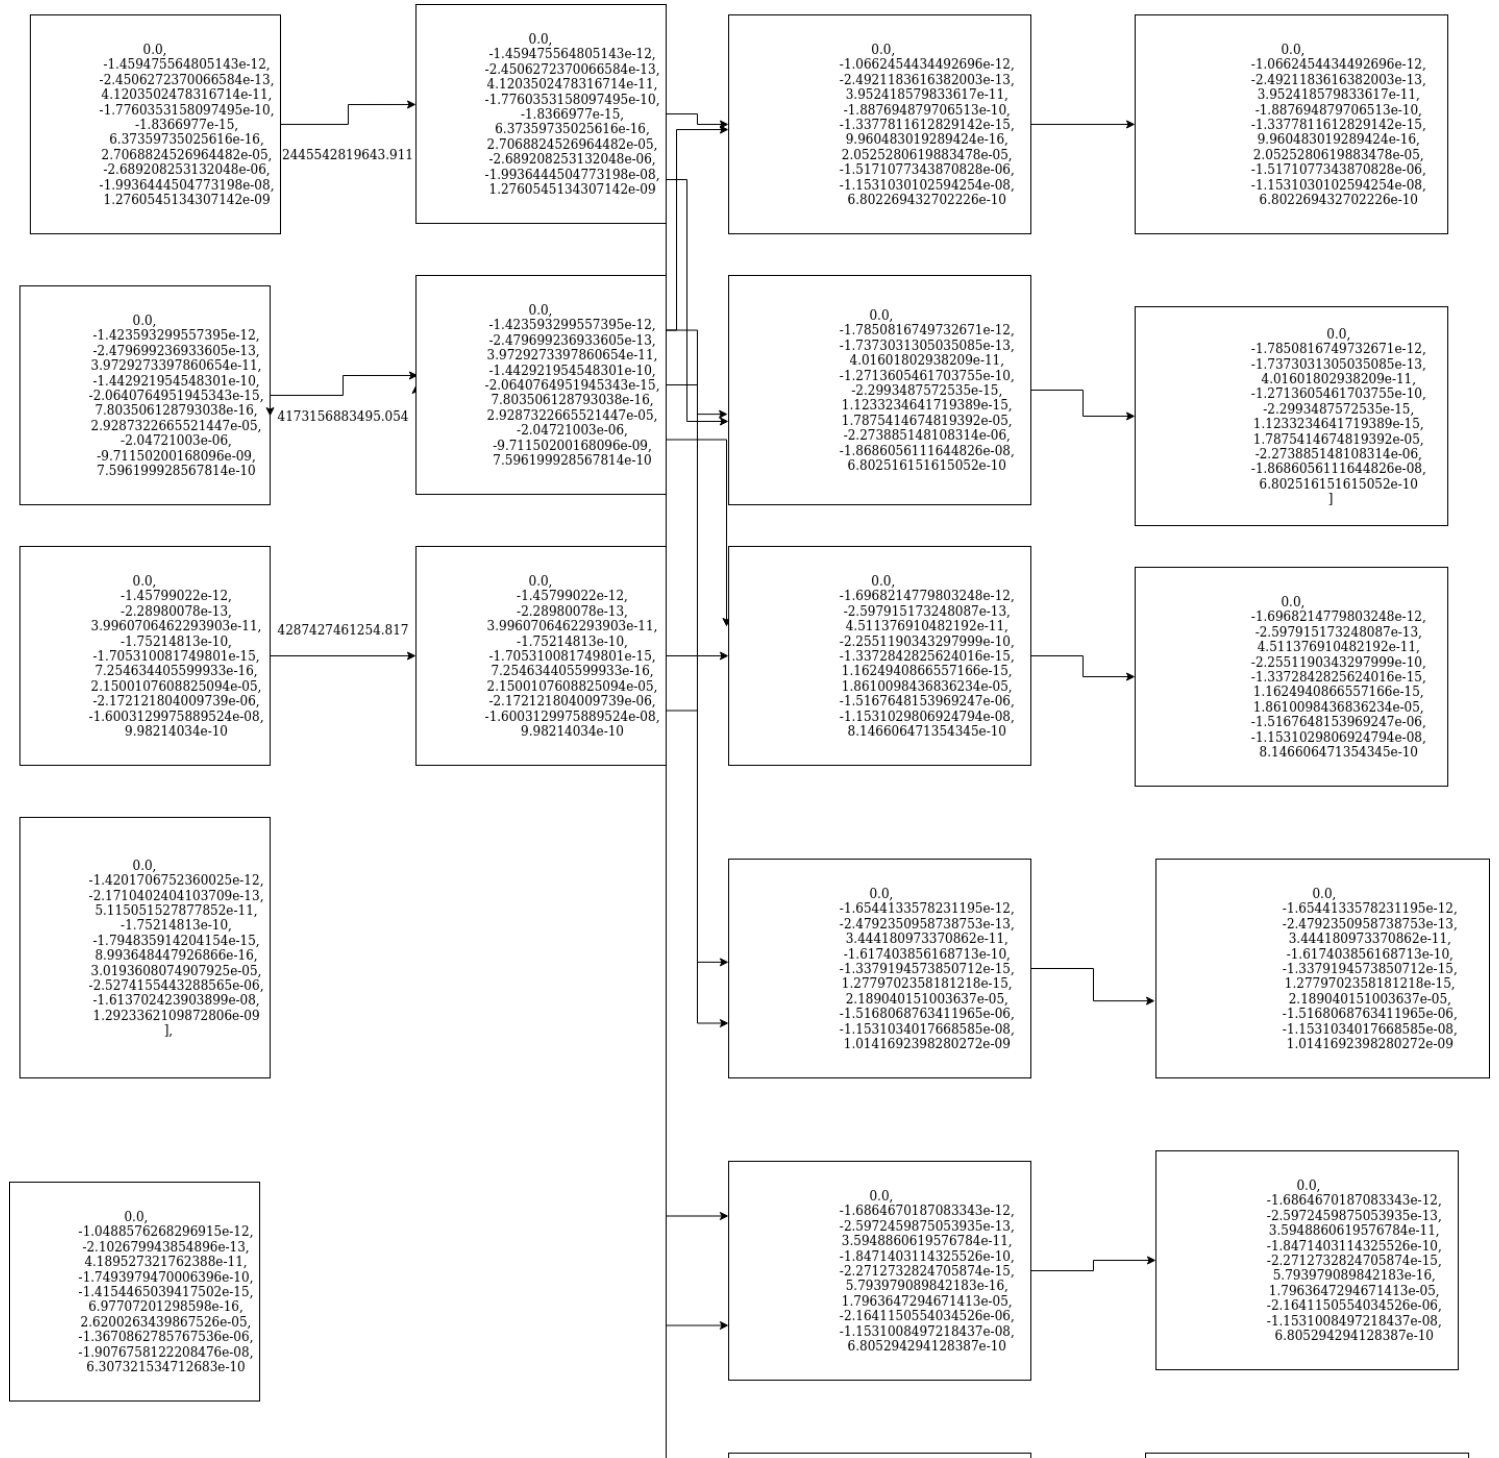 0.0,
-1.459475564805143e-12,
-2.4506272370066584e-13,
4.1203502478316714e-11,
-1.7760353158097495e-10,
-1.8366977e-15,
6.37359735025616e-16,
2.7068824526964482e-05,
-2.689208253132048e-06,
-1.9936444504773198e-08,
1.2760545134307142e-09
2445542819643.911
0.0,
-1.459475564805143e-12,
-2.4506272370066584e-13,
4.1203502478316714e-11,
-1.7760353158097495e-10,
-1.8366977e-15,
6.37359735025616e-16,
2.7068824526964482e-05,
-2.689208253132048e-06,
-1.9936444504773198e-08,
1.2760545134307142e-09
0.0,
-1.0662454434492696e-12,
-2.4921183616382003e-13,
3.952418579833617e-11,
-1.887694879706513e-10,
-1.3377811612829142e-15,
9.960483019289424e-16,
2.0525280619883478e-05,
-1.5171077343870828e-06,
-1.1531030102594254e-08,
6.802269432702226e-10
0.0,
-1.0662454434492696e-12,
-2.4921183616382003e-13,
3.952418579833617e-11,
-1.887694879706513e-10,
-1.3377811612829142e-15,
9.960483019289424e-16,
2.0525280619883478e-05,
-1.5171077343870828e-06,
-1.1531030102594254e-08,
6.802269432702226e-10
0.0,
-1.423593299557395e-12,
-2.479699236933605e-13,
3.9729273397860654e-11,
-1.442921954548301e-10,
-2.0640764951945343e-15,
7.803506128793038e-16,
2.9287322665521447e-05,
-2.04721003e-06,
-9.71150200168096e-09,
7.596199928567814e-10
4173156883495.054
0.0,
-1.423593299557395e-12,
-2.479699236933605e-13,
3.9729273397860654e-11,
-1.442921954548301e-10,
-2.0640764951945343e-15,
7.803506128793038e-16,
2.9287322665521447e-05,
-2.04721003e-06,
-9.71150200168096e-09,
7.596199928567814e-10
0.0,
-1.7850816749732671e-12,
-1.7373031305035085e-13,
4.01601802938209e-11,
-1.2713605461703755e-10,
-2.2993487572535e-15,
1.1233234641719389e-15,
1.7875414674819392e-05,
-2.273885148108314e-06,
-1.8686056111644826e-08,
6.802516151615052e-10
0.0,
-1.7850816749732671e-12,
-1.7373031305035085e-13,
4.01601802938209e-11,
-1.2713605461703755e-10,
-2.2993487572535e-15,
1.1233234641719389e-15,
1.7875414674819392e-05,
-2.273885148108314e-06,
-1.8686056111644826e-08,
6.802516151615052e-10
]
0.0,
-1.45799022e-12,
-2.28980078e-13,
3.9960706462293903e-11,
-1.75214813e-10,
-1.705310081749801e-15,
7.254634405599933e-16,
2.1500107608825094e-05,
-2.172121804009739e-06,
-1.6003129975889524e-08,
9.98214034e-10
4287427461254.817
0.0,
-1.45799022e-12,
-2.28980078e-13,
3.9960706462293903e-11,
-1.75214813e-10,
-1.705310081749801e-15,
7.254634405599933e-16,
2.1500107608825094e-05,
-2.172121804009739e-06,
-1.6003129975889524e-08,
9.98214034e-10
0.0,
-1.6968214779803248e-12,
-2.597915173248087e-13,
4.511376910482192e-11,
-2.2551190343297999e-10,
-1.3372842825624016e-15,
1.1624940866557166e-15,
1.8610098436836234e-05,
-1.5167648153969247e-06,
-1.1531029806924794e-08,
8.146606471354345e-10
0.0,
-1.6968214779803248e-12,
-2.597915173248087e-13,
4.511376910482192e-11,
-2.2551190343297999e-10,
-1.3372842825624016e-15,
1.1624940866557166e-15,
1.8610098436836234e-05,
-1.5167648153969247e-06,
-1.1531029806924794e-08,
8.146606471354345e-10
0.0,
-1.4201706752360025e-12,
-2.1710402404103709e-13,
5.115051527877852e-11,
-1.75214813e-10,
-1.794835914204154e-15,
8.993648447926866e-16,
3.0193608074907925e-05,
-2.5274155443288565e-06,
-1.613702423903899e-08,
1.2923362109872806e-09
],
0.0,
-1.6544133578231195e-12,
-2.4792350958738753e-13,
3.444180973370862e-11,
-1.617403856168713e-10,
-1.3379194573850712e-15,
1.2779702358181218e-15,
2.189040151003637e-05,
-1.5168068763411965e-06,
-1.1531034017668585e-08,
1.0141692398280272e-09
0.0,
-1.6544133578231195e-12,
-2.4792350958738753e-13,
3.444180973370862e-11,
-1.617403856168713e-10,
-1.3379194573850712e-15,
1.2779702358181218e-15,
2.189040151003637e-05,
-1.5168068763411965e-06,
-1.1531034017668585e-08,
1.0141692398280272e-09
0.0,
-1.0488576268296915e-12,
-2.102679943854896e-13,
4.189527321762388e-11,
-1.7493979470006396e-10,
-1.4154465039417502e-15,
6.97707201298598e-16,
2.6200263439867526e-05,
-1.3670862785767536e-06,
-1.9076758122208476e-08,
6.307321534712683e-10
0.0,
-1.6864670187083343e-12,
-2.5972459875053935e-13,
3.5948860619576784e-11,
-1.8471403114325526e-10,
-2.2712732824705874e-15,
5.793979089842183e-16,
1.7963647294671413e-05,
-2.1641150554034526e-06,
-1.1531008497218437e-08,
6.805294294128387e-10
0.0,
-1.6864670187083343e-12,
-2.5972459875053935e-13,
3.5948860619576784e-11,
-1.8471403114325526e-10,
-2.2712732824705874e-15,
5.793979089842183e-16,
1.7963647294671413e-05,
-2.1641150554034526e-06,
-1.1531008497218437e-08,
6.805294294128387e-10